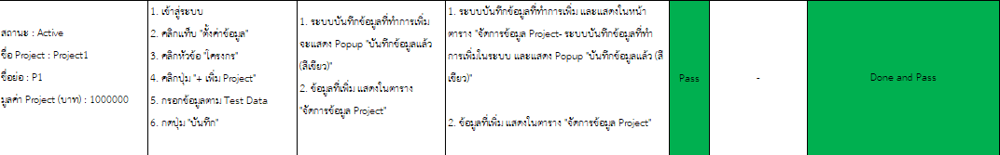 สถานะ : Active
ชื่อ Project : Project1
ชื่อย่อ : P1
มูลค่า Project (บาท) : 1000000
1. เข้าสู่ระบบ
2. คลิกแท็บ "ตั้งค่าข้อมูล"
3. คลิกหัวข้อ "โครงกร"
4. คลิกปุ่ม "+ เพิ่ม Project"
5. กรอกข้อมูลตาม Test Data
6. กดปุ่ม "บันทึก"
1. ระบบบันทึกข้อมูลที่ทำการเพิ่ม
จะแสดง Popup "บันทึกข้อมูลแล้ว
(สีเขียว)"
2. ข้อมูลที่เพิ่ม แสดงในตาราง
"จัดการข้อมูล Project"
1. ระบบบันทึกข้อมูลที่ทำการเพิ่ม และแสดงในหน้า
ตาราง "จัดการข้อมูล Project- ระบบบันทึกข้อมูลที่ทำ
การเพิ่มในระบบ และแสดง Popup "บันทึกข้อมูลแล้ว (สี
เขียว)"
2. ข้อมูลที่เพิ่ม แสดงในตาราง "จัดการข้อมูล Project"
Pass
-
Done and Pass